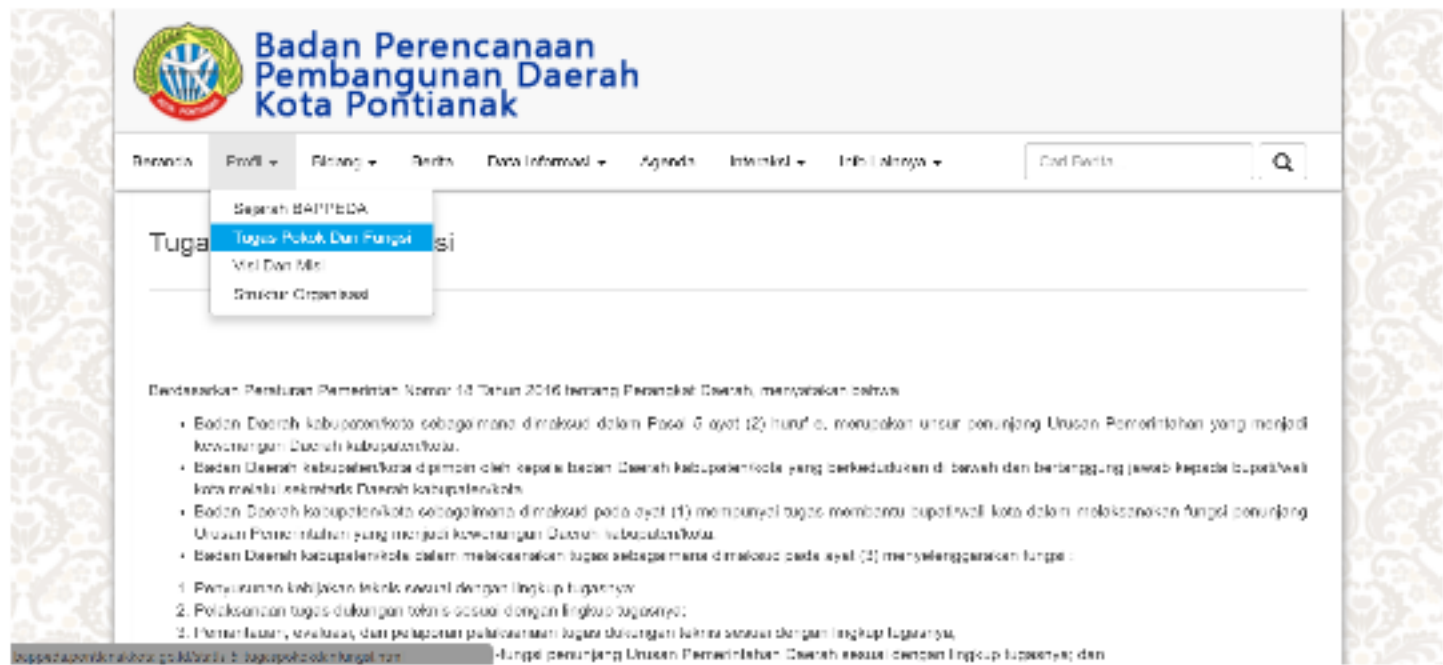 Badan Perencanaan
Pembangunan Daerah
Kota Pontianak
KOTA PONTIANAK
Beranda Profil Bidang Berita Data Informasi Agenda Interaksi Info Lainnya Cari Berita
Sejarah BAPPEDA
Tuga Tugas Pokok Dan Fungsi si
Visi Dan Misi
Struktur Organisasi
Berdasarkan Peraturan Pemerintah Nomor 18 Tahun 2016 tentang Perangkat Daerah, menyatakan bahwa
• Badan Daerah kabupaten/kota sebagaimana dimaksud dalam Pasal 5 ayat (2) huruf e, merupakan unsur penunjang Urusan Pemerintahan yang menjadi
kewenangan Daerah kabupaten/kota.
• Badan Daerah kabupaten/kota dipimpin oleh kepala badan Daerah kabupaten/kota yang berkedudukan di bawah dan bertanggung jawab kepada bupati/wali
kota melalui sekretaris Daerah kabupaten/kota
• Badan Daerah kabupaten/kota sebagaimana dimaksud pada ayat (1) mempunyai tugas membantu bupati/wali kota dalam melaksanakan fungsi penunjang
Urusan Pemerintahan yang menjadi kewenangan Daerah kabupaten/kota.
• Badan Daerah kabupaten/kota dalam melaksanakan tugas sebagaimana dimaksud pada ayat (3) menyelenggarakan fungsi :
1. Penyusunan kebijakan teknis sesuai dengan lingkup tugasnya;
2. Pelaksanaan tugas dukungan teknis sesuai dengan lingkup tugasnya;
3. Pemantauan, evaluasi, dan pelaporan pelaksanaan tugas dukungan teknis sesuai dengan lingkup tugasnya;
-fungsi penunjang Urusan Pemerintahan Daerah sesuai dengan lingkup tugasnya; dan